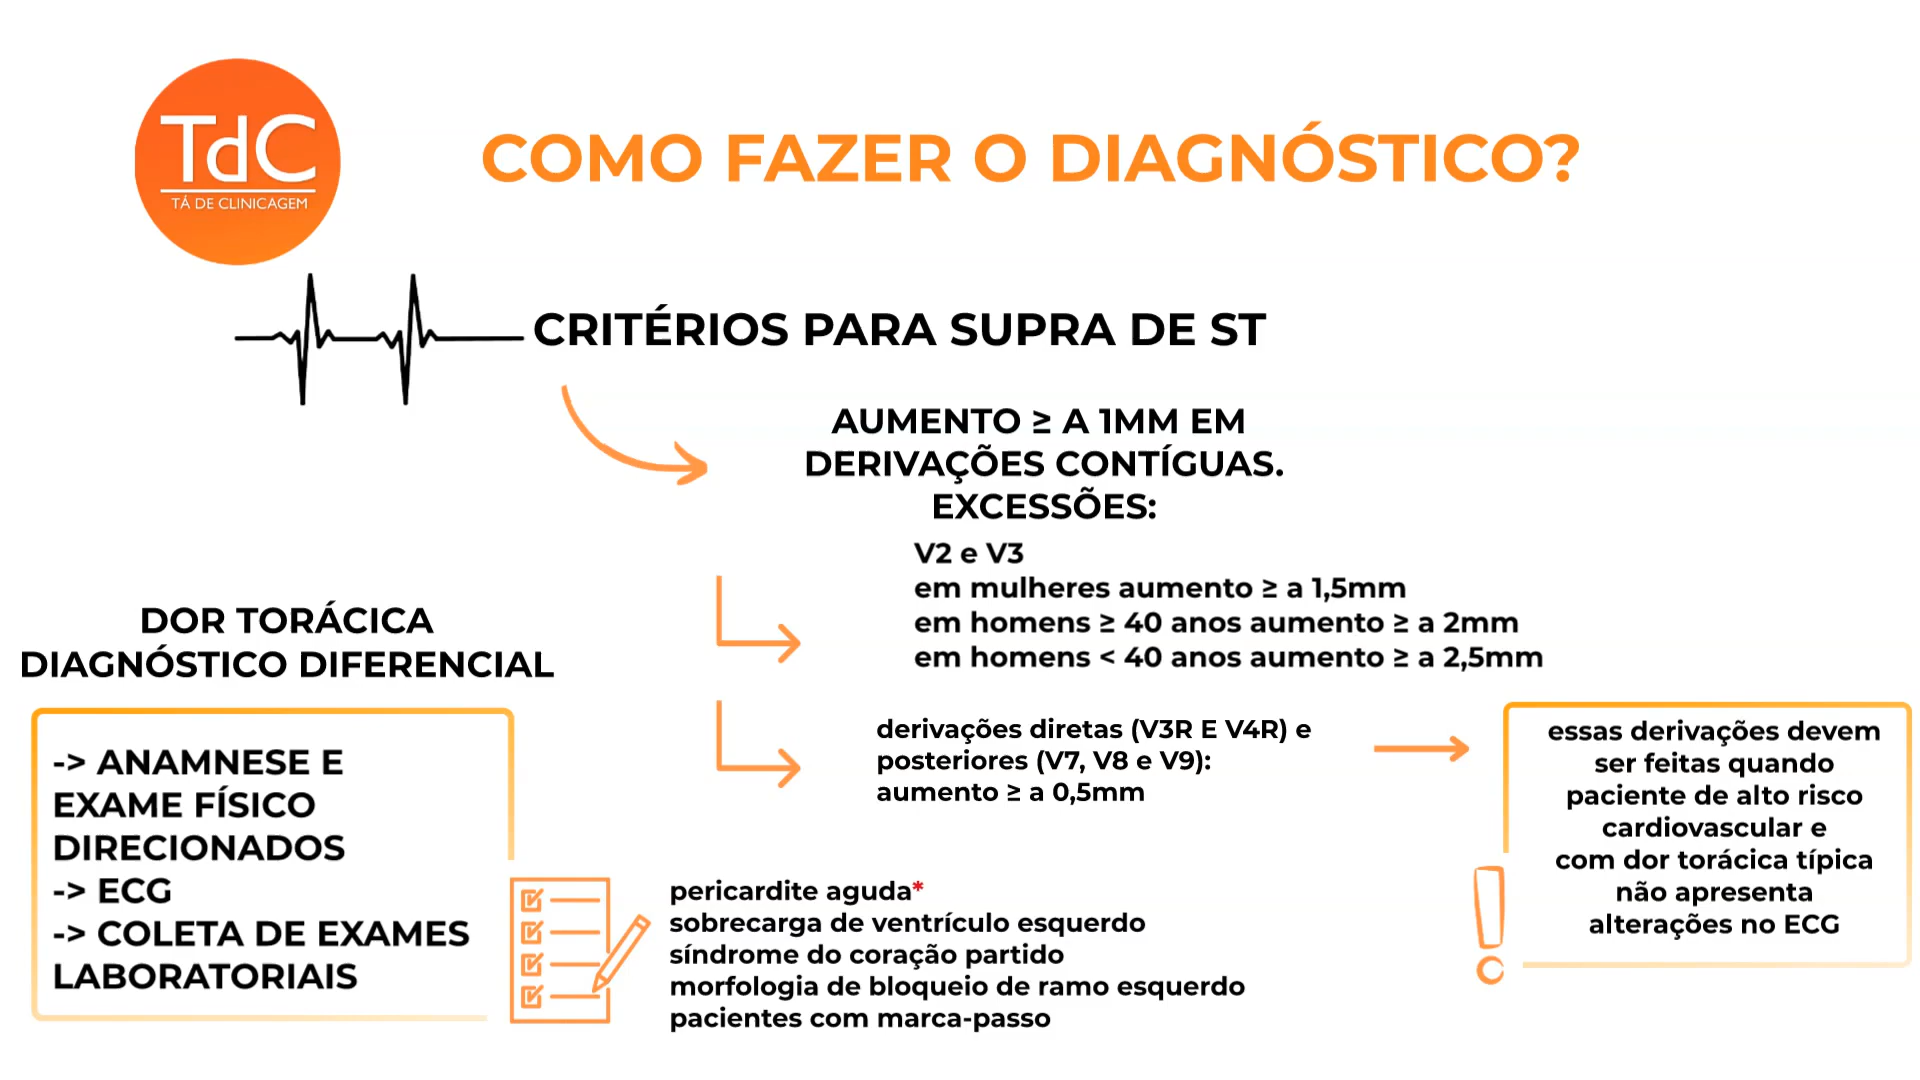 TdC
TÁ DE CLINICAGEM
COMO FAZER O DIAGNÓSTICO?
CRITÉRIOS PARA SUPRA DE ST
AUMENTO ≥ A 1MM EM
DERIVAÇÕES CONTÍGUAS.
EXCESSÕES:
V2 e V3
em mulheres aumento ≥ a 1,5mm
em homens ≥ 40 anos aumento ≥ a 2mm
em homens < 40 anos aumento ≥ a 2,5mm
derivações diretas (V3R E V4R) e
posteriores (V7, V8 e V9):
aumento ≥ a 0,5mm
essas derivações devem
ser feitas quando
paciente de alto risco
cardiovascular e
com dor torácica típica
não apresenta
alterações no ECG
DOR TORÁCICA
DIAGNÓSTICO DIFERENCIAL
-> ANAMNESE E
EXAME FÍSICO
DIRECIONADOS
-> ECG
-> COLETA DE EXAMES
LABORATORIAIS
pericardite aguda*
sobrecarga de ventrículo esquerdo
síndrome do coração partido
morfologia de bloqueio de ramo esquerdo
pacientes com marca-passo